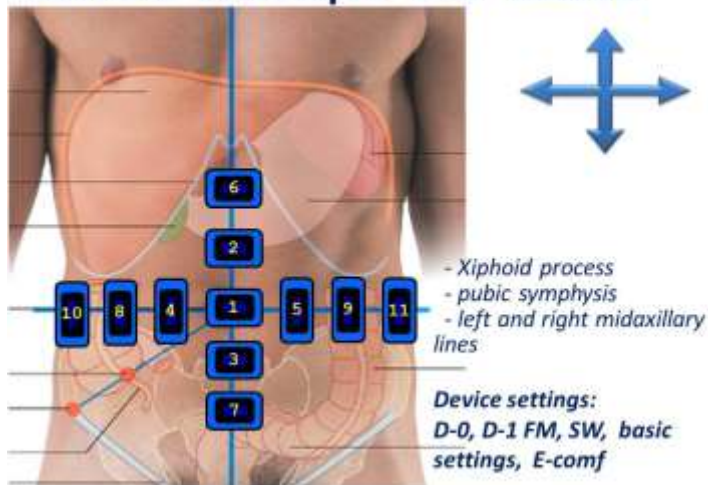 6
2
10 8 4 1 5 9 11
3
7
- Xiphoid process
- pubic symphysis
- left and right midaxillary
lines
Device settings:
D-0, D-1 FM, SW, basic
settings, E-comf